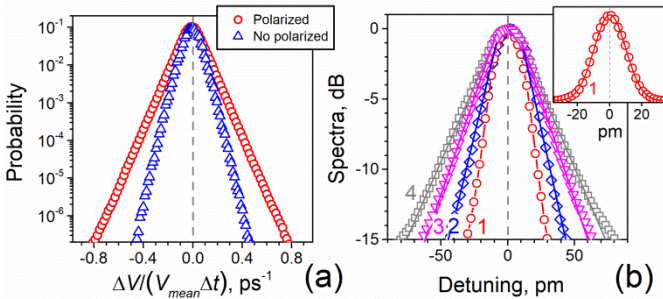 Polarized
No polarized
Probability
10⁻¹
10⁻²
10⁻³
10⁻⁴
10⁻⁵
10⁻⁶
-0.8 -0.4 0.0 0.4 0.8
ΔV/(V_mean Δt), ps⁻¹
(a)
Spectra, dB
0
-5
-10
-15
4
3
2
1
-50 0 50
Detuning, pm
(b)
1
-20 0 20
pm